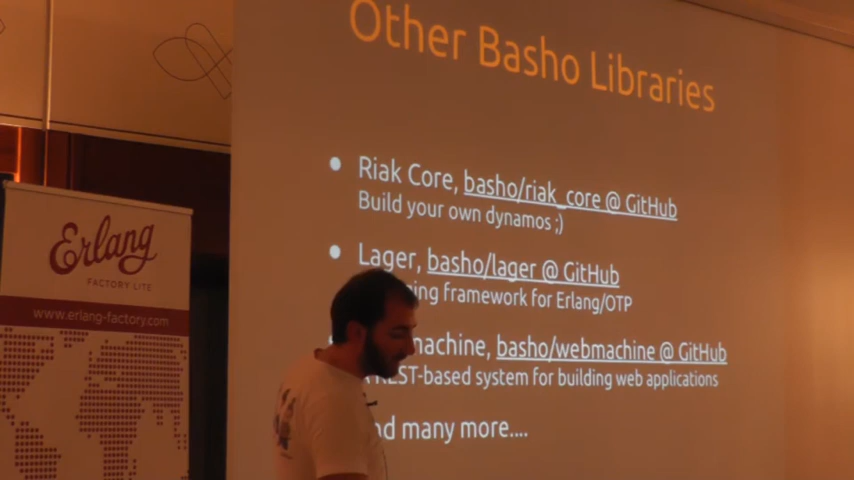 Other Basho Libraries
Riak Core, basho/riak_core @ GitHub
Build your own dynamos ;)
Lager, basho/lager @ GitHub
framework for Erlang/OTP
machine, basho/webmachine @ GitHub
REST-based system for building web applications
many more....
Erlang
FACTORY LITE
www.erlang-factory.com